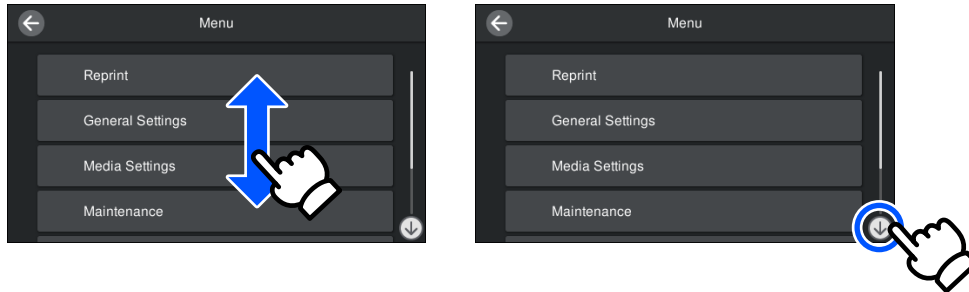 Menu
Reprint
General Settings
Media Settings
Maintenance
Menu
Reprint
General Settings
Media Settings
Maintenance